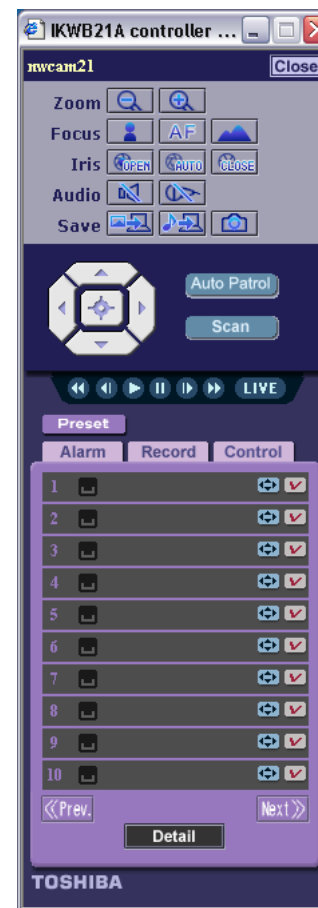 IKWB21A controller ...
nwcam21 Close
Zoom
Focus AF
Iris OPEN AUTO CLOSE
Audio
Save
Auto Patrol
Scan
LIVE
Preset
Alarm Record Control
1
2
3
4
5
6
7
8
9
10
≪Prev. Next≫
Detail
TOSHIBA